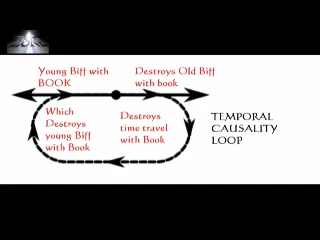 Young Biff with
BOOK
Destroys Old Biff
with book
Which
Destroys
young Biff
with Book
Destroys
time travel
with Book
TEMPORAL
CAUSALITY
LOOP